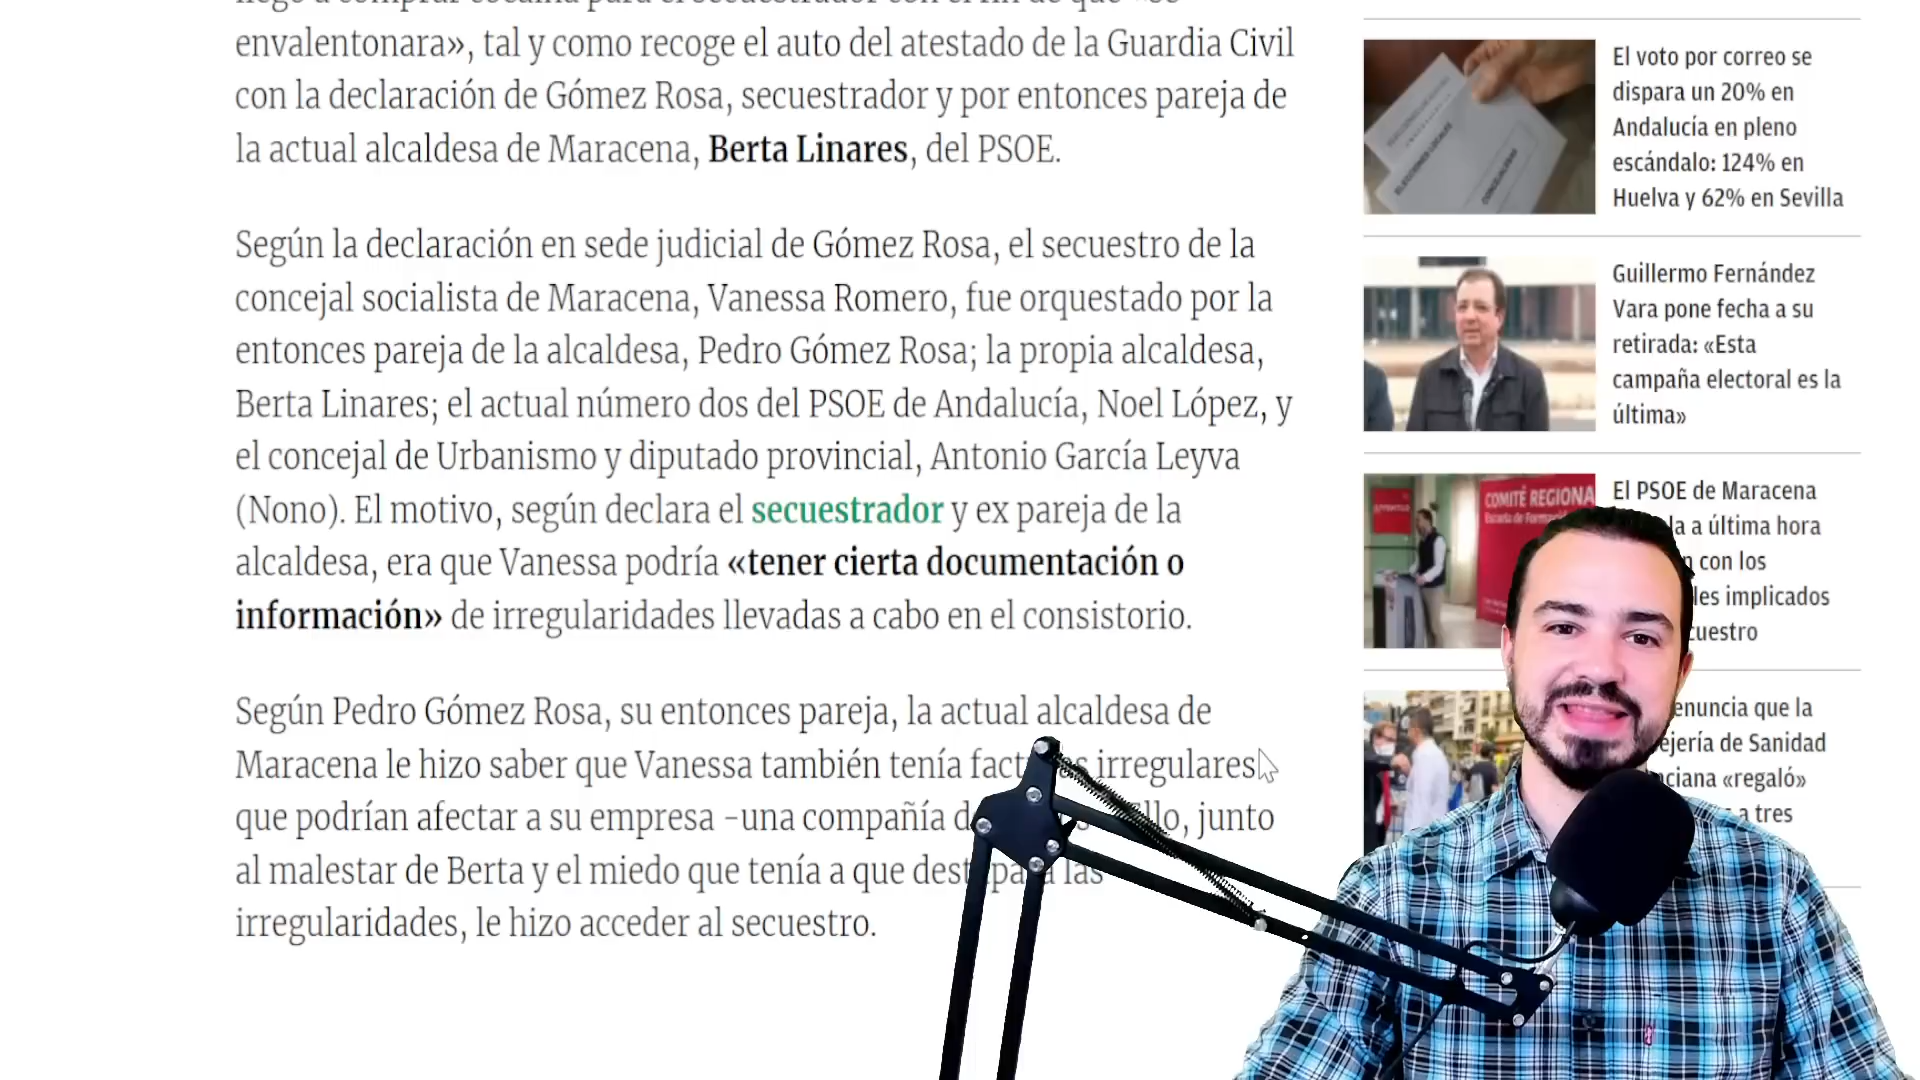 envalentonara», tal y como recoge el auto del atestado de la Guardia Civil
con la declaración de Gómez Rosa, secuestrador y por entonces pareja de
la actual alcaldesa de Maracena, Berta Linares, del PSOE.
Según la declaración en sede judicial de Gómez Rosa, el secuestro de la
concejal socialista de Maracena, Vanessa Romero, fue orquestado por la
entonces pareja de la alcaldesa, Pedro Gómez Rosa; la propia alcaldesa,
Berta Linares; el actual número dos del PSOE de Andalucía, Noel López, y
el concejal de Urbanismo y diputado provincial, Antonio García Leyva
(Nono). El motivo, según declara el secuestrador y ex pareja de la
alcaldesa, era que Vanessa podría «tener cierta documentación o
información» de irregularidades llevadas a cabo en el consistorio.
Según Pedro Gómez Rosa, su entonces pareja, la actual alcaldesa de
Maracena le hizo saber que Vanessa también tenía irregulares
que podrían afectar a su empresa –una compañía junto
al malestar de Berta y el miedo que tenía a que las
irregularidades, le hizo acceder al secuestro.
El voto por correo se
dispara un 20% en
Andalucía en pleno
escándalo: 124% en
Huelva y 62% en Sevilla
Guillermo Fernández
Vara pone fecha a su
retirada: «Esta
campaña electoral es la
última»
COMITÉ REGIONA
El PSOE de Maracena
a última hora
con los
implicados
que la
de Sanidad
«regaló»
a tres